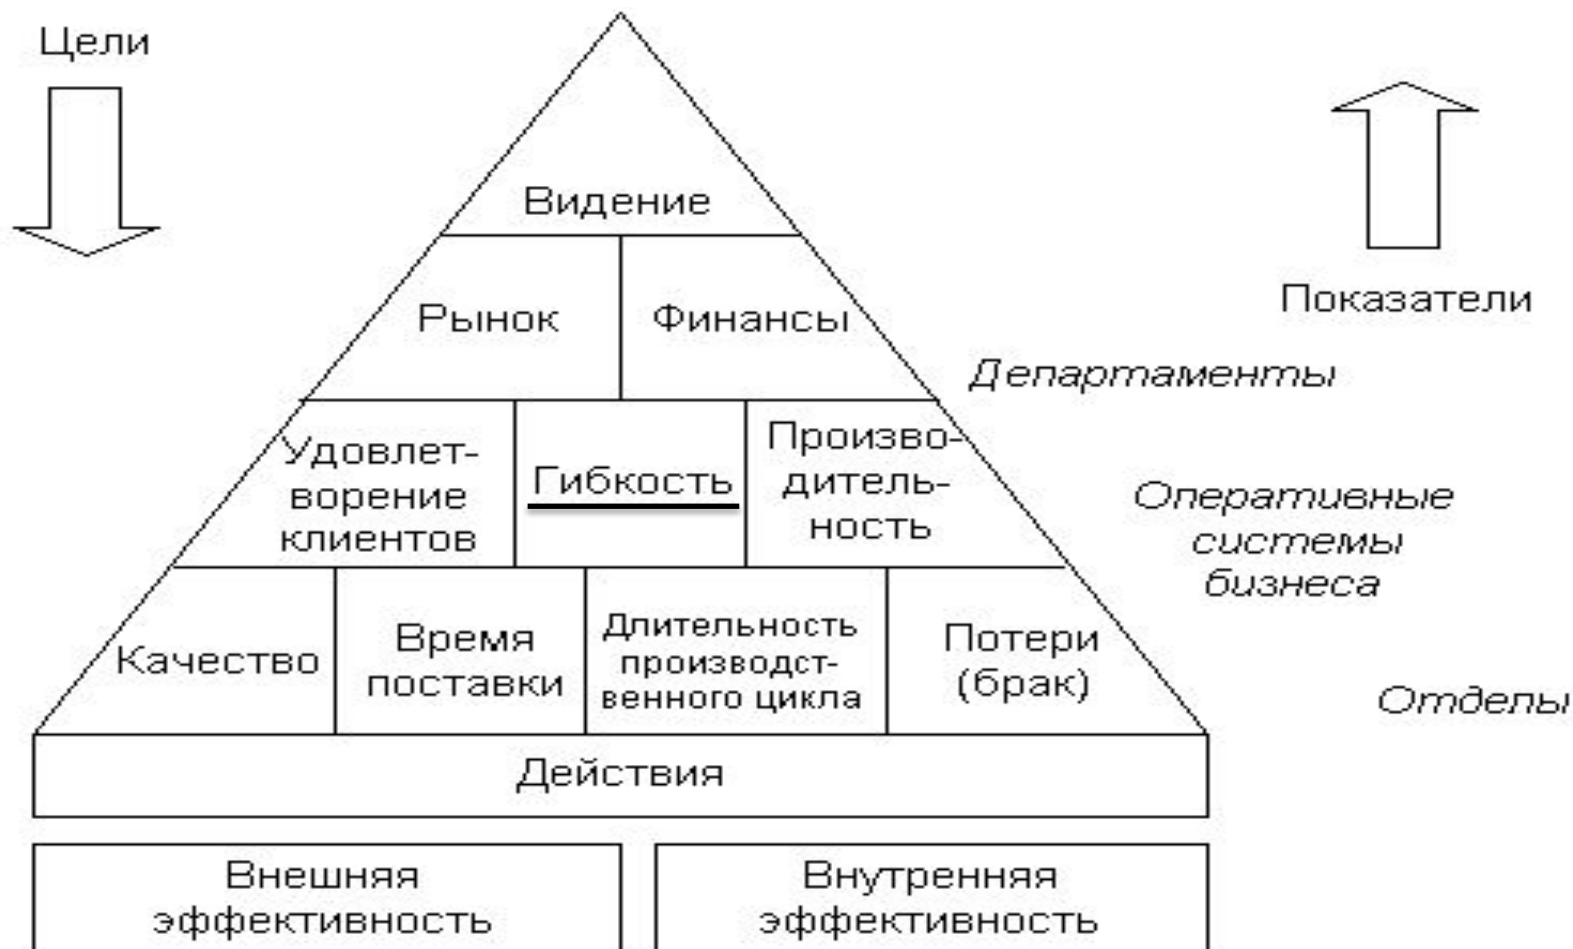 Цели
Видение
Показатели
Рынок
Финансы
Департаменты
Удовлет-
ворение
клиентов
Гибкость
Произво-
дитель-
ность
Оперативные
системы
бизнеса
Качество
Время
поставки
Длительность
производст-
венного цикла
Потери
(брак)
Отделы
Действия
Внешняя
эффективность
Внутренняя
эффективность